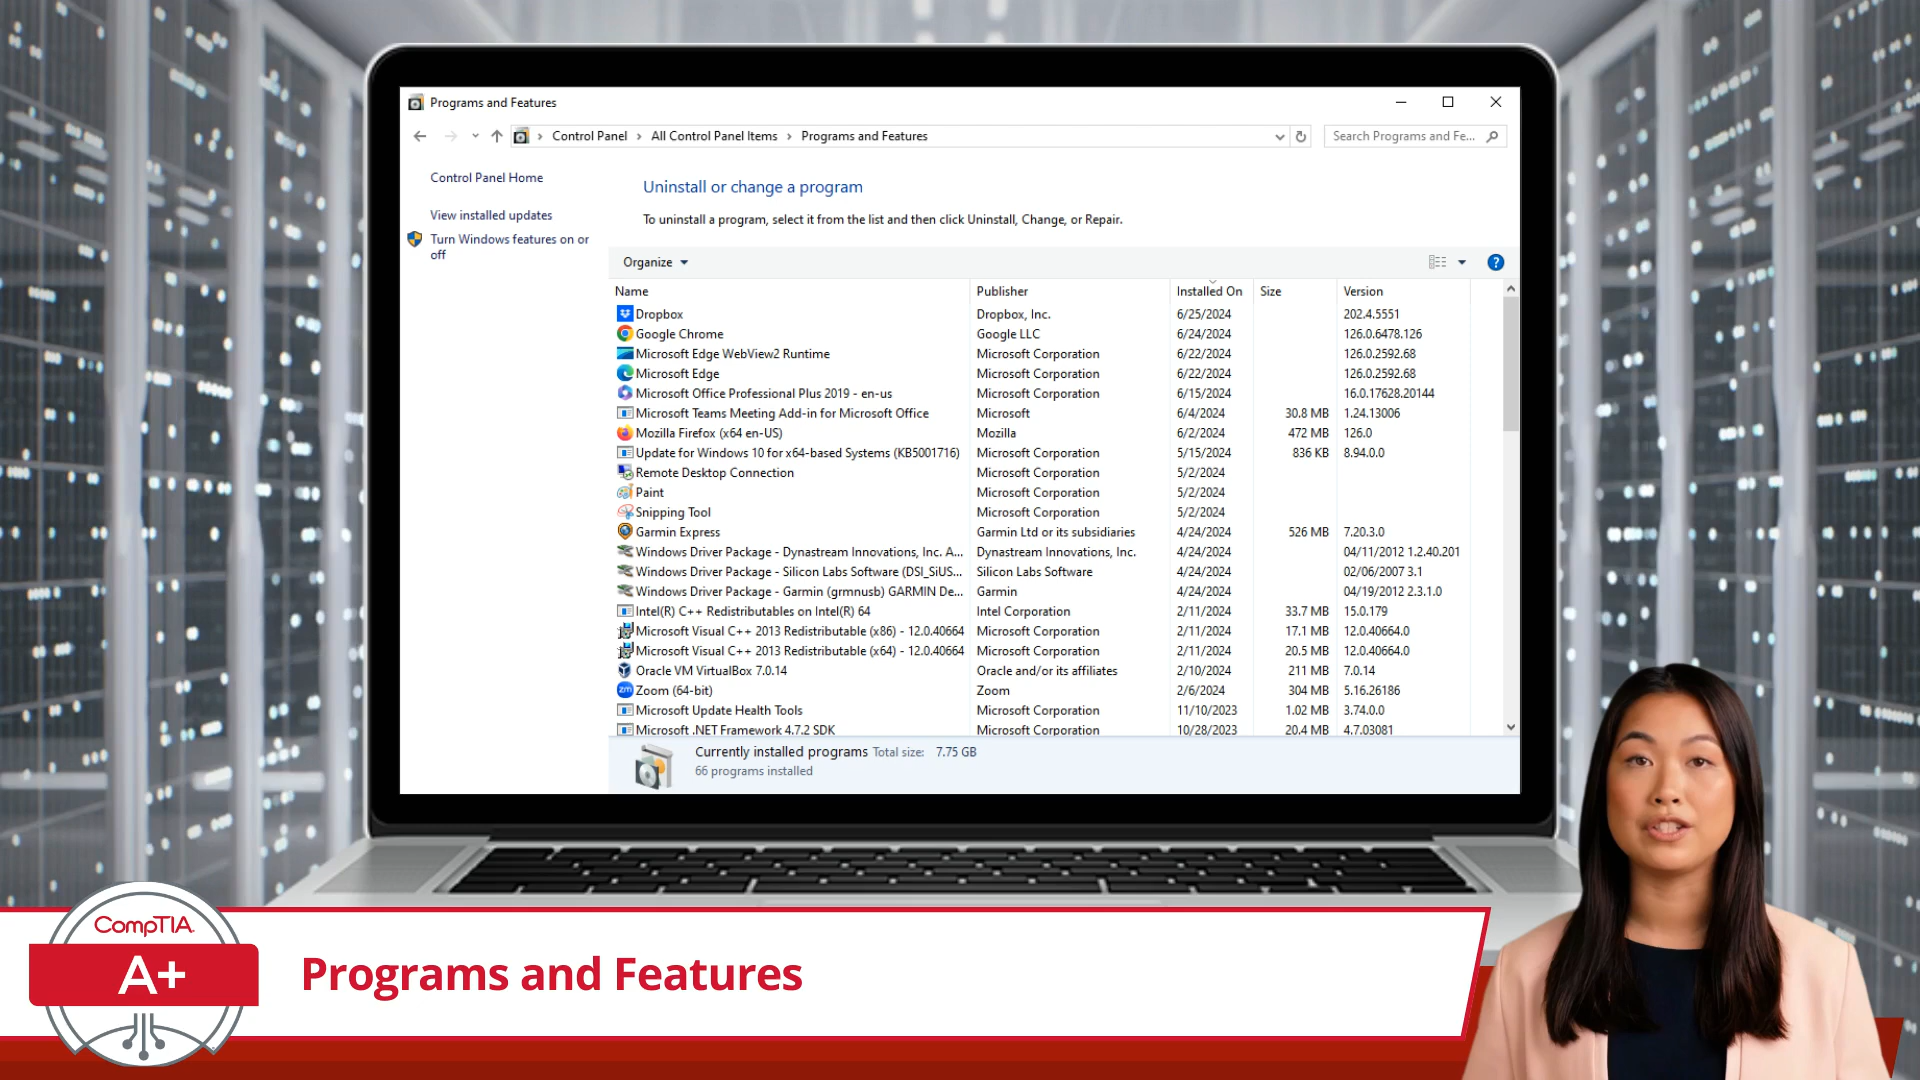 Programs and Features
Control Panel > All Control Panel Items > Programs and Features
Search Programs and Fe...
Control Panel Home
View installed updates
Turn Windows features on or
off
Uninstall or change a program
To uninstall a program, select it from the list and then click Uninstall, Change, or Repair.
Organize
?
Name Publisher Installed On Size Version
Dropbox Dropbox, Inc. 6/25/2024 202.4.5551
Google Chrome Google LLC 6/24/2024 126.0.6478.126
Microsoft Edge WebView2 Runtime Microsoft Corporation 6/22/2024 126.0.2592.68
Microsoft Edge Microsoft Corporation 6/22/2024 126.0.2592.68
Microsoft Office Professional Plus 2019 - en-us Microsoft Corporation 6/15/2024 16.0.17628.20144
Microsoft Teams Meeting Add-in for Microsoft Office Microsoft 6/4/2024 30.8 MB 1.24.13006
Mozilla Firefox (x64 en-US) Mozilla 6/2/2024 472 MB 126.0
Update for Windows 10 for x64-based Systems (KB5001716) Microsoft Corporation 5/15/2024 836 KB 8.94.0.0
Remote Desktop Connection Microsoft Corporation 5/2/2024
Paint Microsoft Corporation 5/2/2024
Snipping Tool Microsoft Corporation 5/2/2024
Garmin Express Garmin Ltd or its subsidiaries 4/24/2024 526 MB 7.20.3.0
Windows Driver Package - Dynastream Innovations, Inc. A... Dynastream Innovations, Inc. 4/24/2024 04/11/2012 1.2.40.201
Windows Driver Package - Silicon Labs Software (DSI_SiUS... Silicon Labs Software 4/24/2024 02/06/2007 3.1
Windows Driver Package - Garmin (grmnusb) GARMIN De... Garmin 4/24/2024 04/19/2012 2.3.1.0
Intel(R) C++ Redistributables on Intel(R) 64 Intel Corporation 2/11/2024 33.7 MB 15.0.179
Microsoft Visual C++ 2013 Redistributable (x86) - 12.0.40664 Microsoft Corporation 2/11/2024 17.1 MB 12.0.40664.0
Microsoft Visual C++ 2013 Redistributable (x64) - 12.0.40664 Microsoft Corporation 2/11/2024 20.5 MB 12.0.40664.0
Oracle VM VirtualBox 7.0.14 Oracle and/or its affiliates 2/10/2024 211 MB 7.0.14
zm Zoom (64-bit) Zoom 2/6/2024 304 MB 5.16.26186
Microsoft Update Health Tools Microsoft Corporation 11/10/2023 1.02 MB 3.74.0.0
Microsoft .NET Framework 4.7.2 SDK Microsoft Corporation 10/28/2023 20.4 MB 4.7.03081
Currently installed programs Total size: 7.75 GB
66 programs installed
CompTIA
A+
Programs and Features